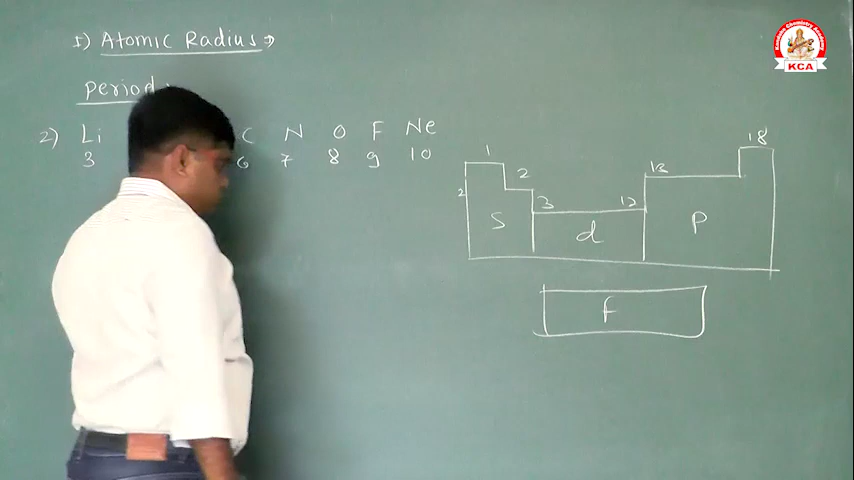 1) Atomic Radius →
Period
2) Li C N O F Ne
3 6 7 8 9 10
1
18
2
13
2
3 12
S d P
f
KCA